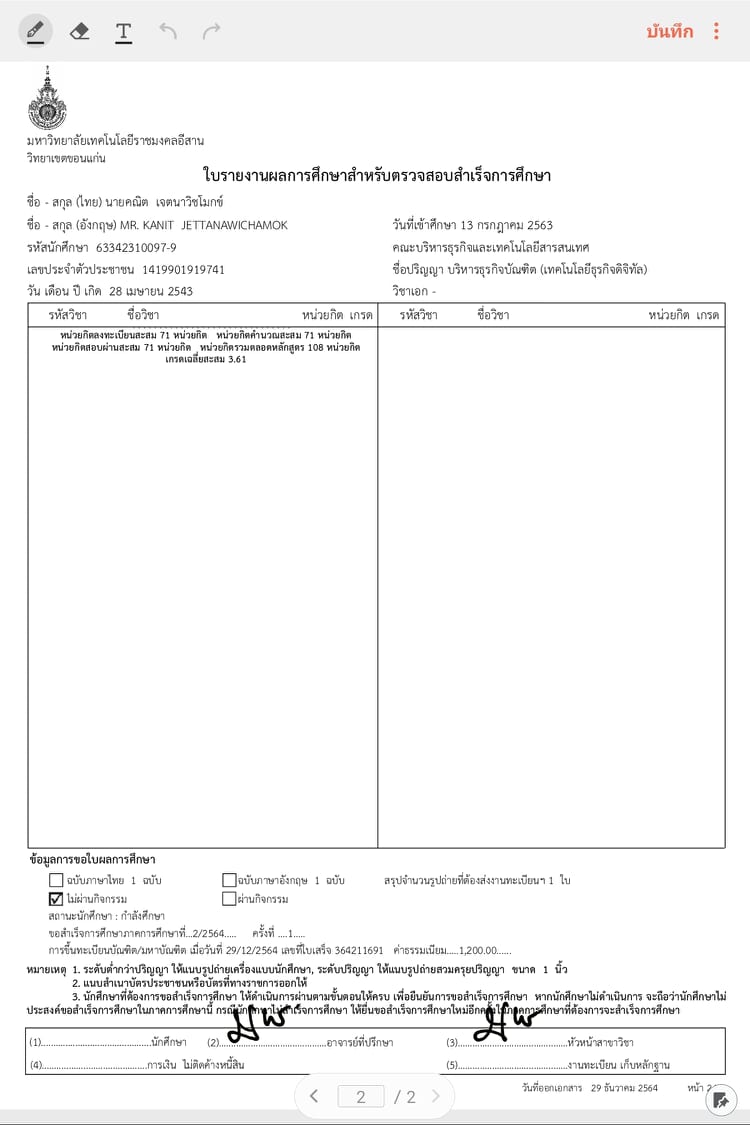 T
บันทึก
มหาวิทยาลัยเทคโนโลยีราชมงคลอีสาน
วิทยาเขตขอนแก่น
ใบรายงานผลการศึกษาสำหรับตรวจสอบสำเร็จการศึกษา
ชื่อ - สกุล (ไทย) นายคณิต เจตนาวิชโมกข์
ชื่อ - สกุล (อังกฤษ) MR. KANIT JETTANAWICHAMOK วันที่เข้าศึกษา 13 กรกฎาคม 2563
รหัสนักศึกษา 63342310097-9 คณะบริหารธุรกิจและเทคโนโลยีสารสนเทศ
เลขประจำตัวประชาชน 1419901919741 ชื่อปริญญา บริหารธุรกิจบัณฑิต (เทคโนโลยีธุรกิจดิจิทัล)
วัน เดือน ปี เกิด 28 เมษายน 2543 วิชาเอก -
รหัสวิชา ชื่อวิชา หน่วยกิต เกรด รหัสวิชา ชื่อวิชา หน่วยกิต เกรด
หน่วยกิตลงทะเบียนสะสม 71 หน่วยกิต หน่วยกิตคำนวณสะสม 71 หน่วยกิต
หน่วยกิตสอบผ่านสะสม 71 หน่วยกิต หน่วยกิตรวมตลอดหลักสูตร 108 หน่วยกิต
เกรดเฉลี่ยสะสม 3.61
ข้อมูลการขอใบผลการศึกษา
ฉบับภาษาไทย 1 ฉบับ ฉบับภาษาอังกฤษ 1 ฉบับ สรุปจำนวนรูปถ่ายที่ต้องส่งงานทะเบียนฯ 1 ใบ
ไม่ผ่านกิจกรรม ผ่านกิจกรรม
สถานะนักศึกษา : กำลังศึกษา
ขอสำเร็จการศึกษาภาคการศึกษาที่...2/2564..... ครั้งที่ ....1.....
การขึ้นทะเบียนบัณฑิต/มหาบัณฑิต เมื่อวันที่ 29/12/2564 เลขที่ใบเสร็จ 364211691 ค่าธรรมเนียม.....1,200.00......
หมายเหตุ 1. ระดับต่ำกว่าปริญญา ให้แนบรูปถ่ายเครื่องแบบนักศึกษา, ระดับปริญญา ให้แนบรูปถ่ายสวมครุยปริญญา ขนาด 1 นิ้ว
2. แนบสำเนาบัตรประชาชนหรือบัตรที่ทางราชการออกให้
3. นักศึกษาที่ต้องการขอสำเร็จการศึกษา ให้ดำเนินการผ่านตามขั้นตอนให้ครบ เพื่อยืนยันการขอสำเร็จการศึกษา หากนักศึกษาไม่ดำเนินการ จะถือว่านักศึกษาไม่
ประสงค์ขอสำเร็จการศึกษาในภาคการศึกษานี้ กรณีนักศึกษาไม่สำเร็จการศึกษา ให้ยื่นขอสำเร็จการศึกษาใหม่อีกครั้งในภาคการศึกษาที่ต้องการจะสำเร็จการศึกษา
(1)..........................................นักศึกษา (2)..........................................อาจารย์ที่ปรึกษา (3)..........................................หัวหน้าสาขาวิชา
(4)..........................................การเงิน ไม่ติดค้างหนี้สิน (5)..........................................งานทะเบียน เก็บหลักฐาน
วันที่ออกเอกสาร 29 ธันวาคม 2564 หน้า
2 / 2